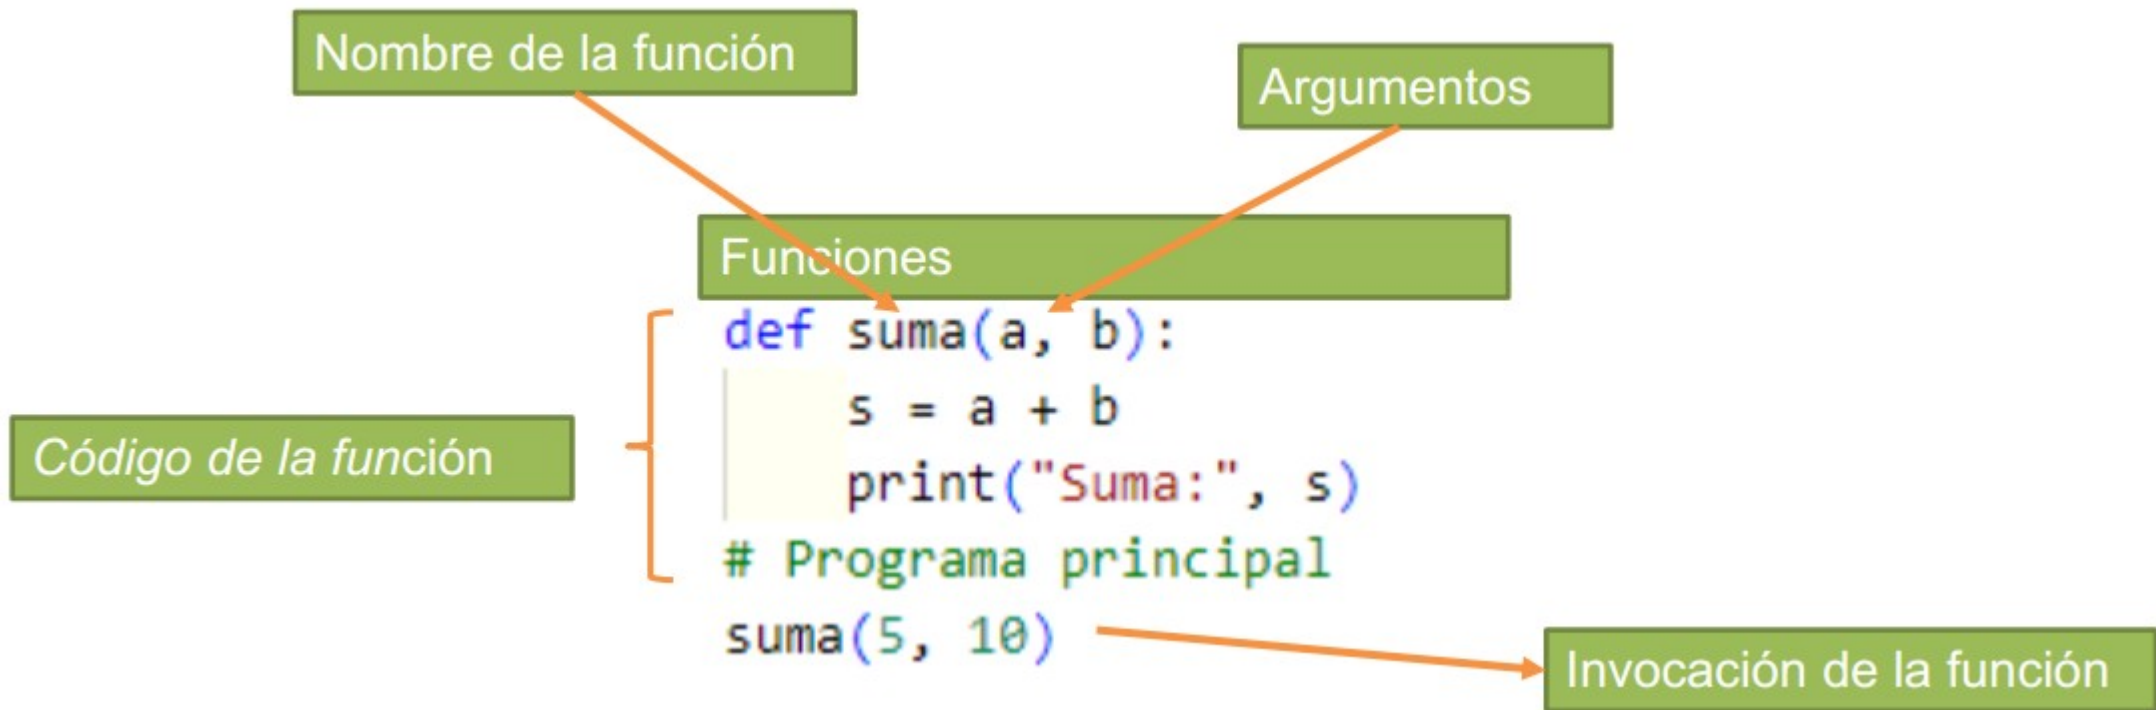 Nombre de la función
Argumentos
Funciones
def suma(a, b):
s = a + b
Código de la función
print("Suma:", s)
# Programa principal
suma(5, 10)
Invocación de la función